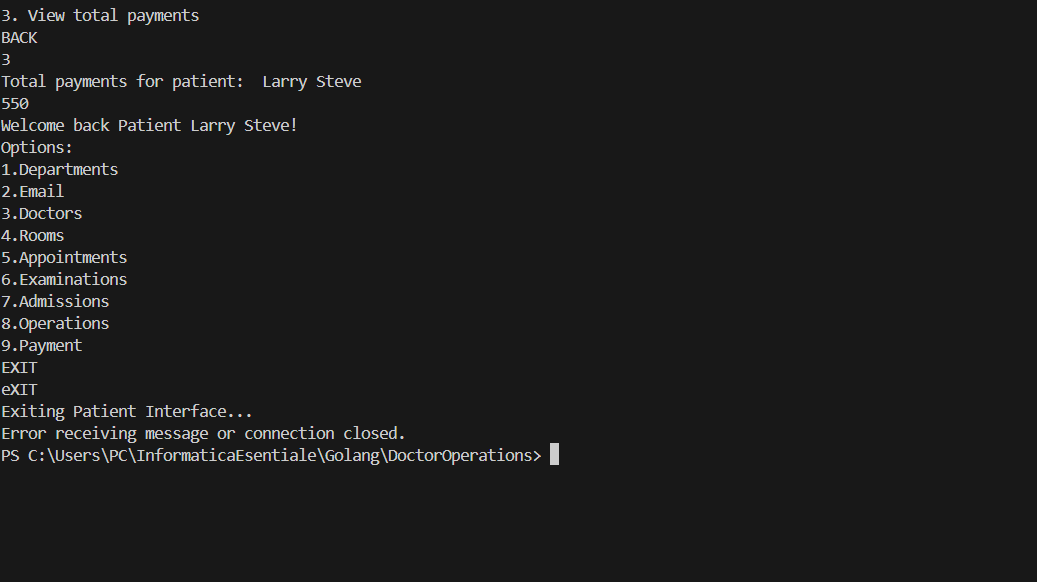 3. View total payments
BACK
3
Total payments for patient:  Larry Steve
550
Welcome back Patient Larry Steve!
Options:
1.Departments
2.Email
3.Doctors
4.Rooms
5.Appointments
6.Examinations
7.Admissions
8.Operations
9.Payment
EXIT
eXIT
Exiting Patient Interface...
Error receiving message or connection closed.
PS C:\Users\PC\InformaticaEsentiale\Golang\DoctorOperations>